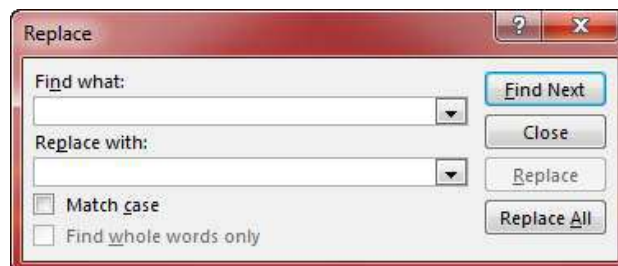 Replace
?
Find what:
Find Next
Close
Replace with:
Replace
Match case
Replace All
Find whole words only